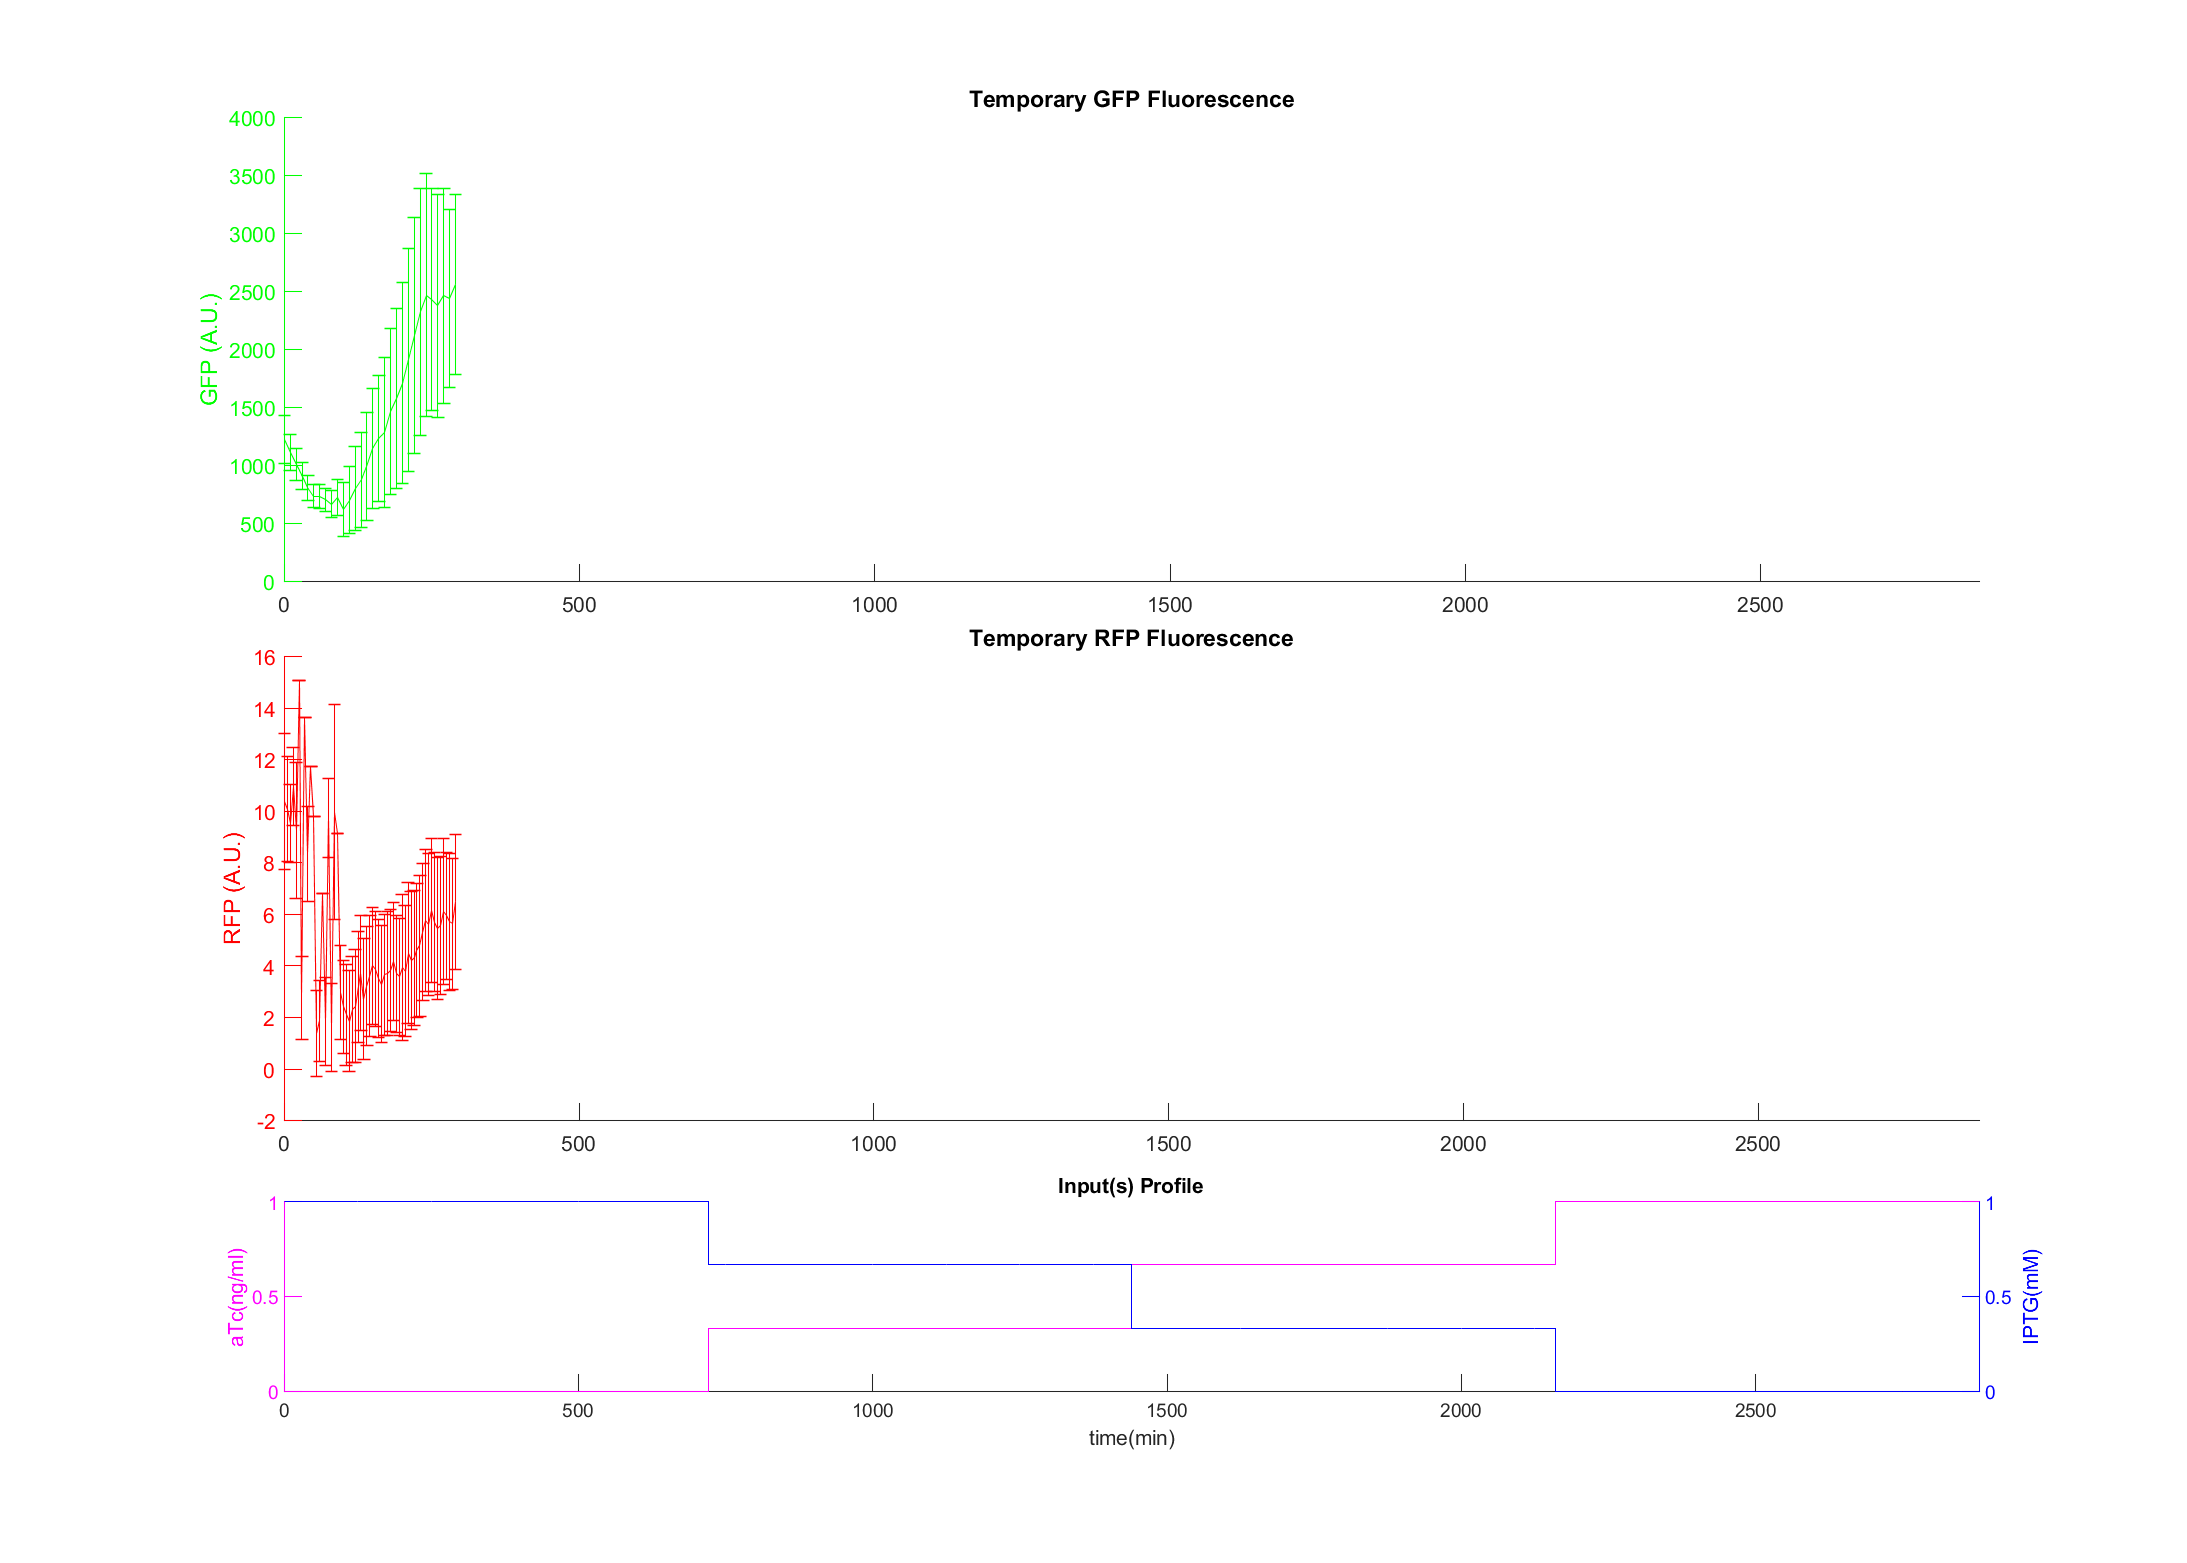 Temporary GFP Fluorescence
4000
3500
3000
2500
2000
1500
1000
500
0
GFP (A.U.)
0 500 1000 1500 2000 2500
Temporary RFP Fluorescence
16
14
12
10
8
6
4
2
0
-2
RFP (A.U.)
0 500 1000 1500 2000 2500
Input(s) Profile
1
0.5
0
aTc(ng/ml)
1
0.5
0
IPTG(mM)
0 500 1000 1500 2000 2500
time(min)